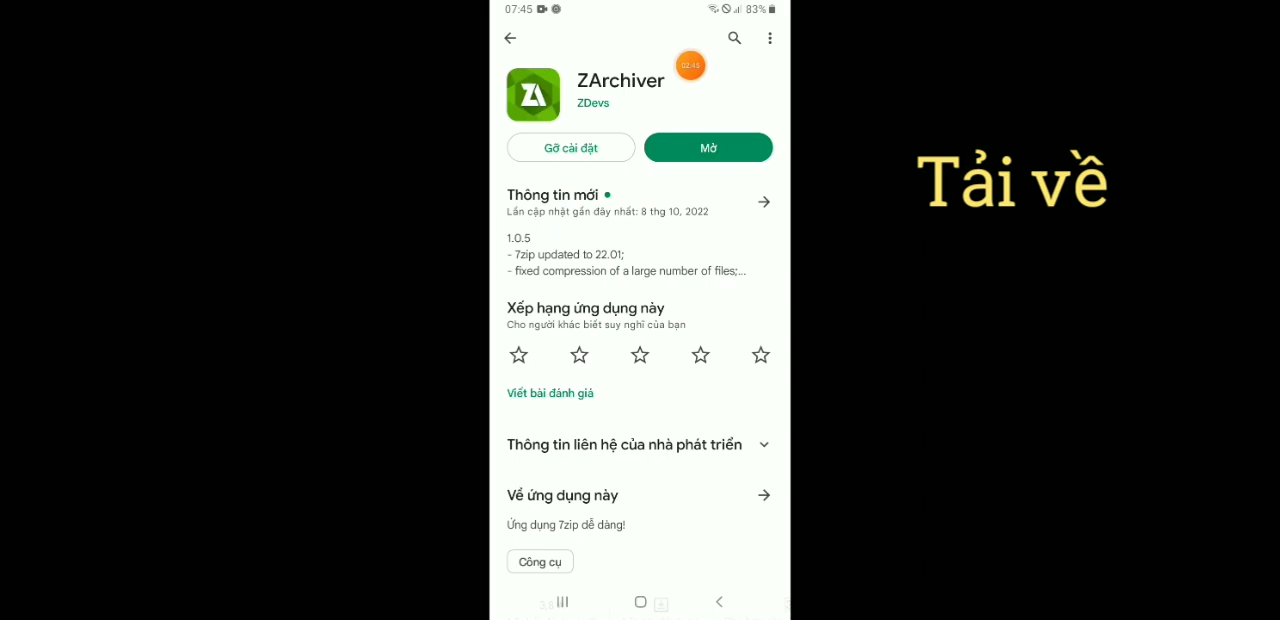 07:45 83%
02:43
ZArchiver
ZDevs
Gỡ cài đặt Mở
Thông tin mới
Lần cập nhật gần đây nhất: 8 thg 10, 2022
1.0.5
- 7zip updated to 22.01;
- fixed compression of a large number of files;...
Xếp hạng ứng dụng này
Cho người khác biết suy nghĩ của bạn
Viết bài đánh giá
Thông tin liên hệ của nhà phát triển
Về ứng dụng này
Ứng dụng 7zip dễ dàng!
Công cụ
Tải về